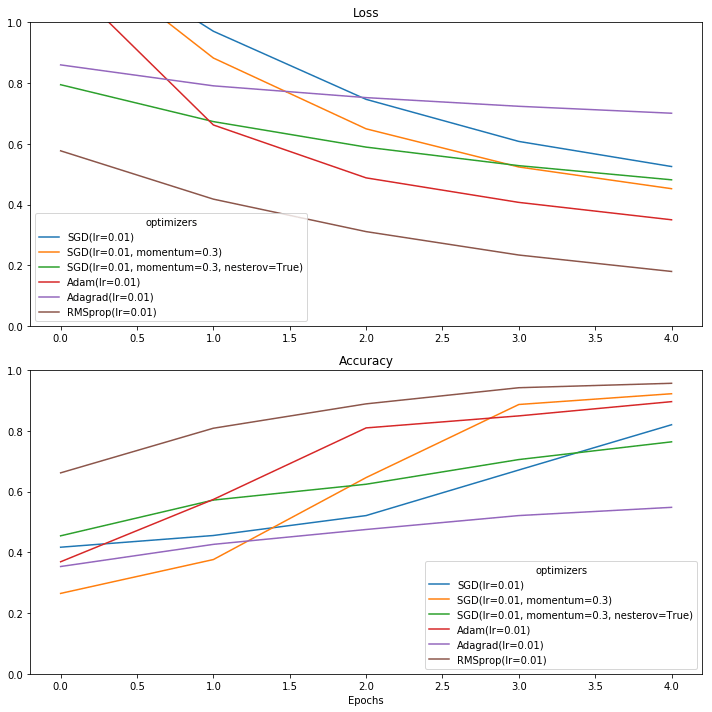 Loss
1.0
0.8
0.6
0.4
0.2
0.0
optimizers
SGD(lr=0.01)
SGD(lr=0.01, momentum=0.3)
SGD(lr=0.01, momentum=0.3, nesterov=True)
Adam(lr=0.01)
Adagrad(lr=0.01)
RMSprop(lr=0.01)
0.0 0.5 1.0 1.5 2.0 2.5 3.0 3.5 4.0
Accuracy
1.0
0.8
0.6
0.4
0.2
0.0
optimizers
SGD(lr=0.01)
SGD(lr=0.01, momentum=0.3)
SGD(lr=0.01, momentum=0.3, nesterov=True)
Adam(lr=0.01)
Adagrad(lr=0.01)
RMSprop(lr=0.01)
0.0 0.5 1.0 1.5 2.0 2.5 3.0 3.5 4.0
Epochs